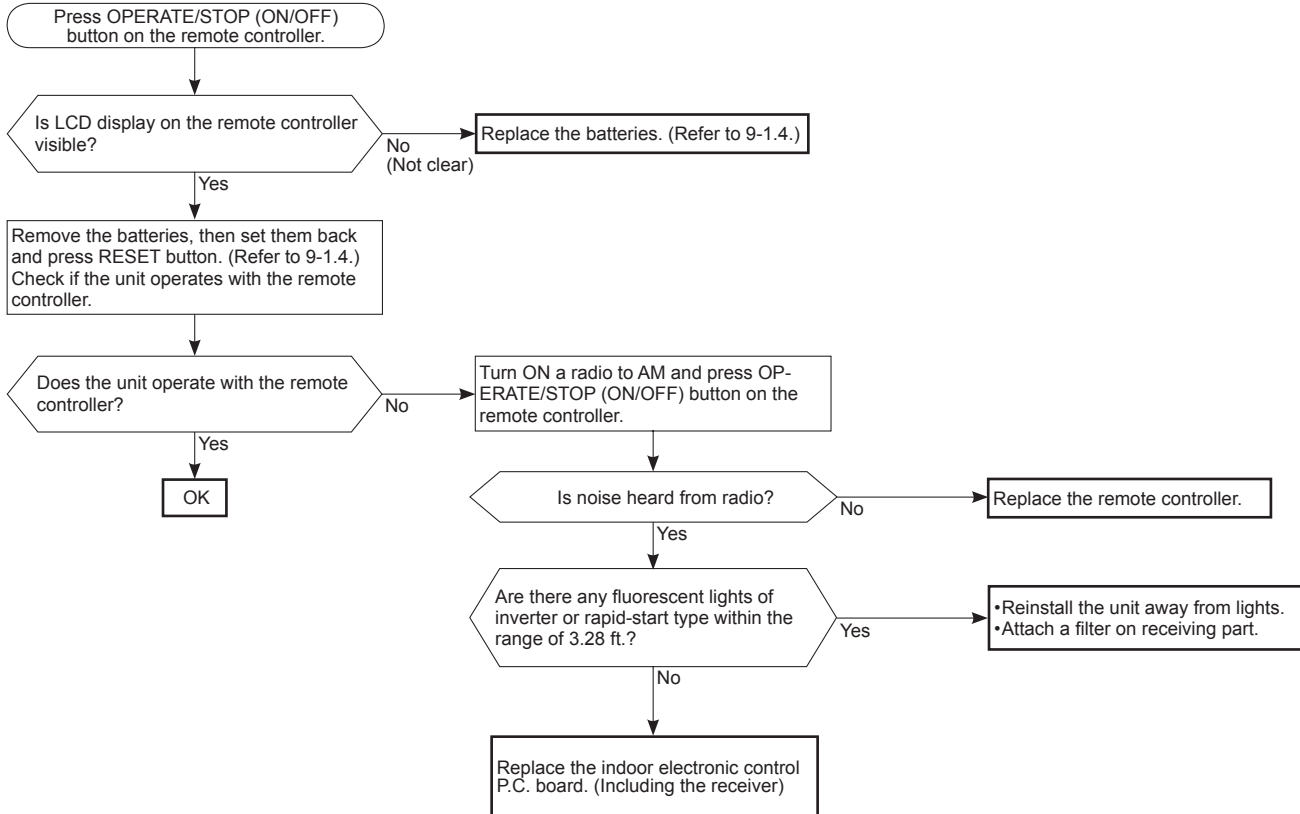 Press OPERATE/STOP (ON/OFF)
button on the remote controller.
Is LCD display on the remote controller
visible?
No
(Not clear)
Replace the batteries. (Refer to 9-1.4.)
Yes
Remove the batteries, then set them back
and press RESET button. (Refer to 9-1.4.)
Check if the unit operates with the remote
controller.
Does the unit operate with the remote
controller?
No
Yes
OK
Turn ON a radio to AM and press OP-
ERATE/STOP (ON/OFF) button on the
remote controller.
Is noise heard from radio?
No
Replace the remote controller.
Yes
Are there any fluorescent lights of
inverter or rapid-start type within the
range of 3.28 ft.?
Yes
•Reinstall the unit away from lights.
•Attach a filter on receiving part.
No
Replace the indoor electronic control
P.C. board. (Including the receiver)